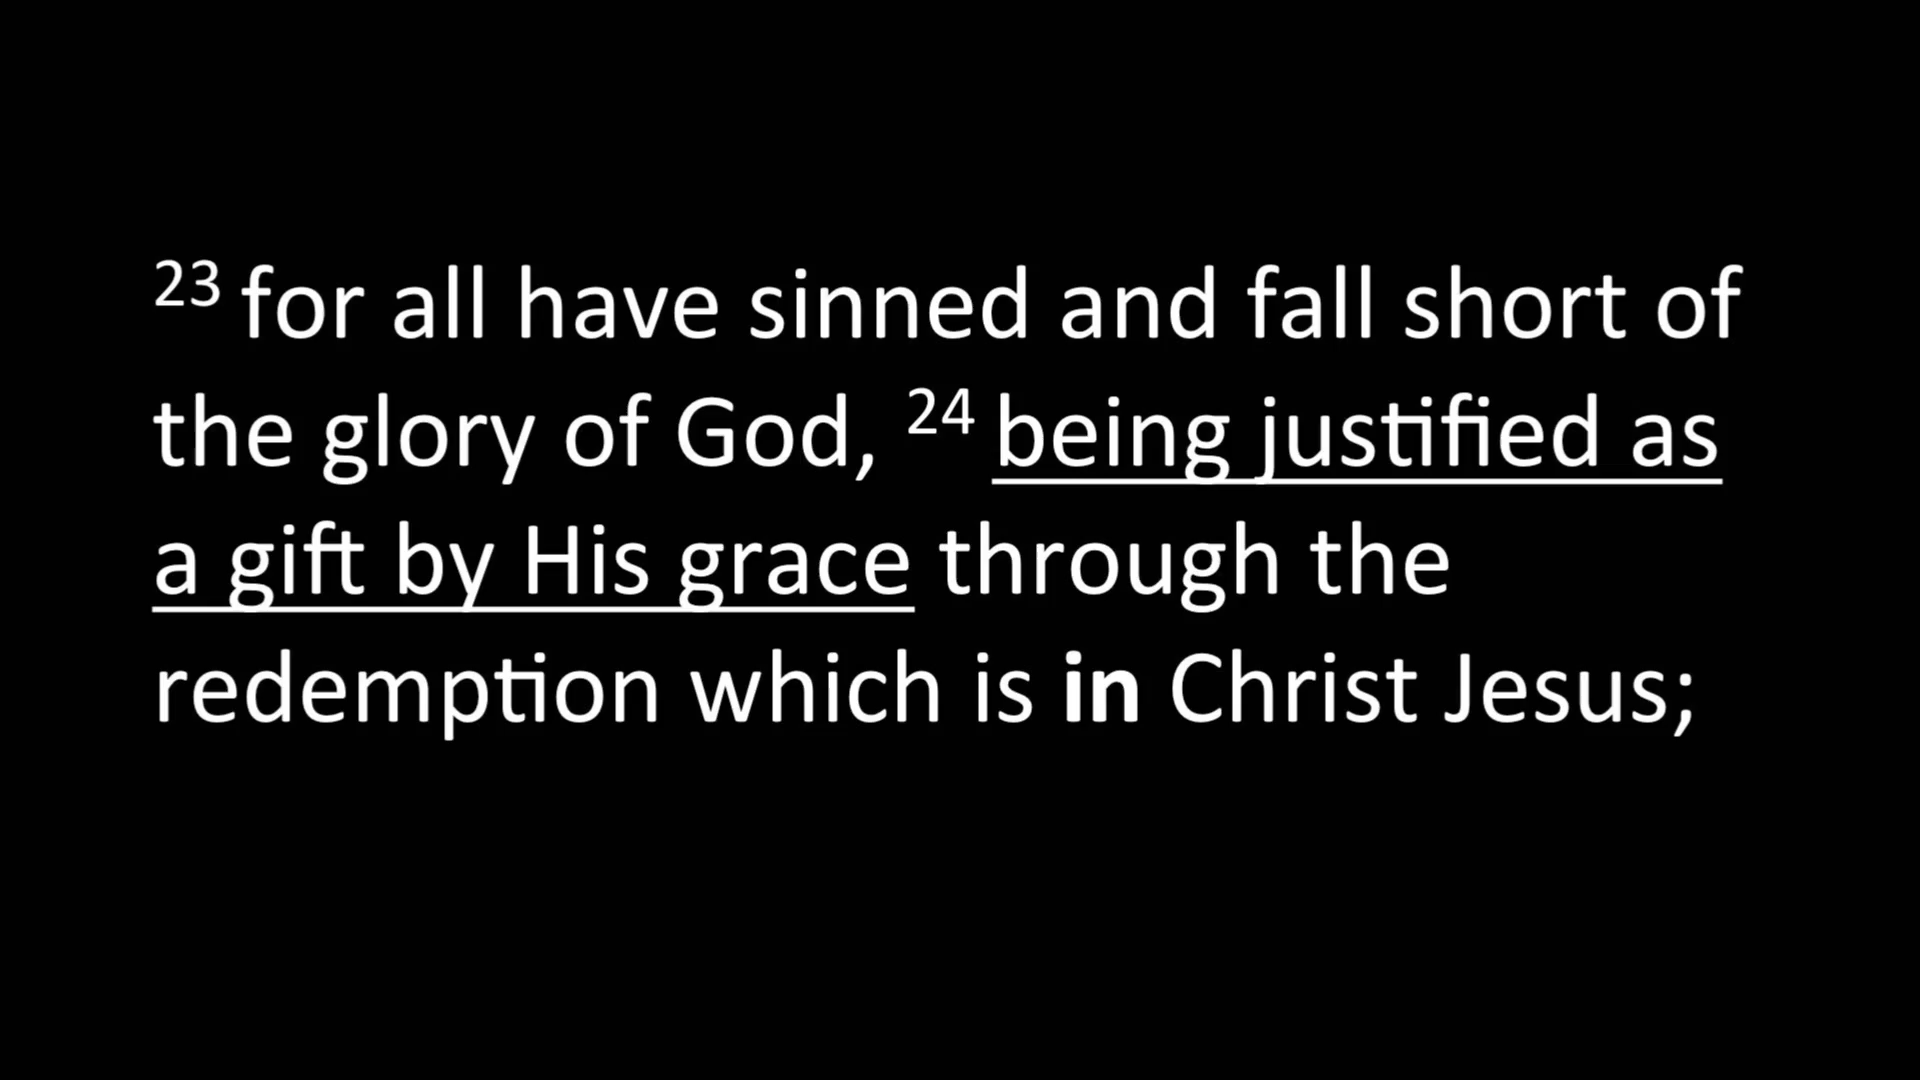 23 for all have sinned and fall short of
the glory of God, 24 being justified as
a gift by His grace through the
redemption which is in Christ Jesus;